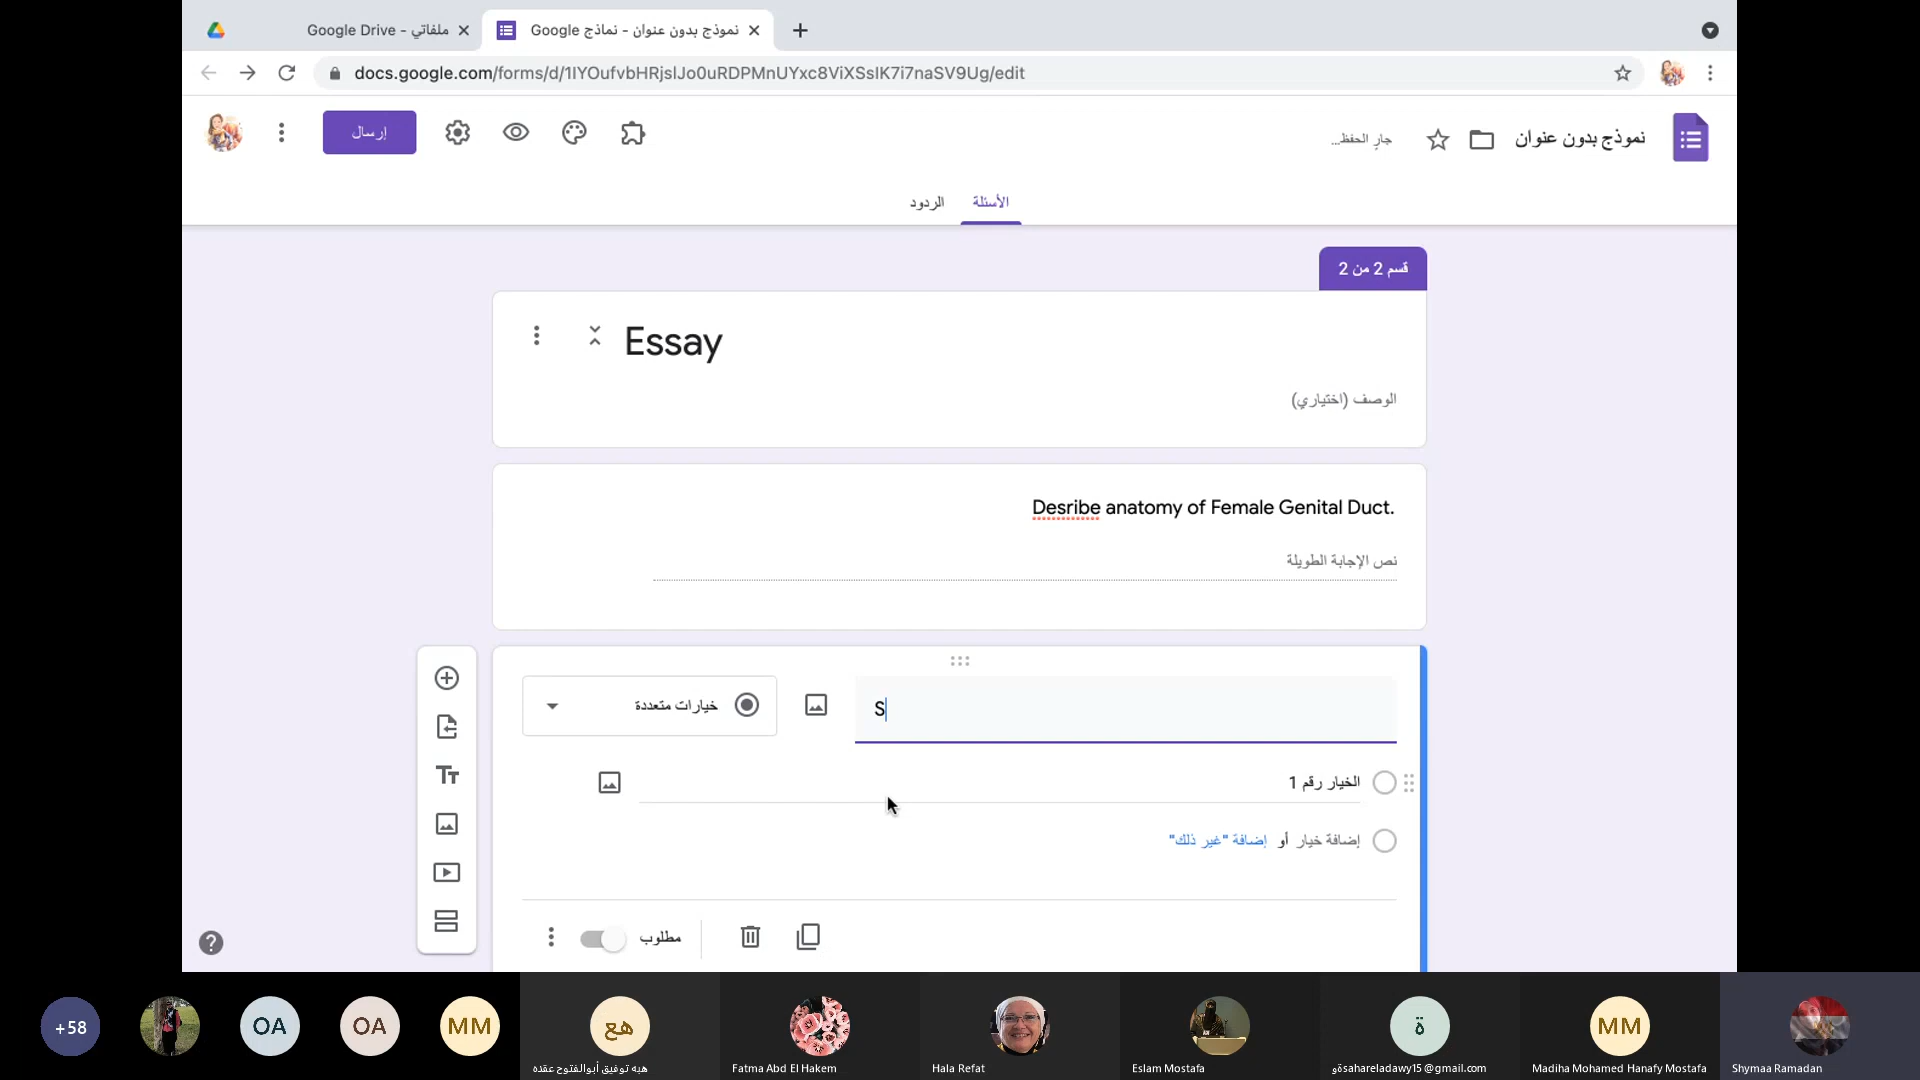 ملفاتي - Google Drive
نموذج بدون عنوان - نماذج Google
docs.google.com/forms/d/1IYOufvbHRjslJo0uRDPMnUYxc8ViXSsIK7i7naSV9Ug/edit
نموذج بدون عنوان
جارٍ الحفظ...
إرسال
الأسئلة
الردود
قسم 2 من 2
Essay
الوصف (اختياري)
Desribe anatomy of Female Genital Duct.
نص الإجابة الطويلة
S
خيارات متعددة
الخيار رقم 1
إضافة خيار أو إضافة "غير ذلك"
مطلوب
+58
OA
OA
MM
هع
ة
MM
هبه توفيق أبوالفتوح عقده
Fatma Abd El Hakem
Hala Refat
Eslam Mostafa
ةوsahareladawy15@gmail.com
Madiha Mohamed Hanafy Mostafa
Shymaa Ramadan